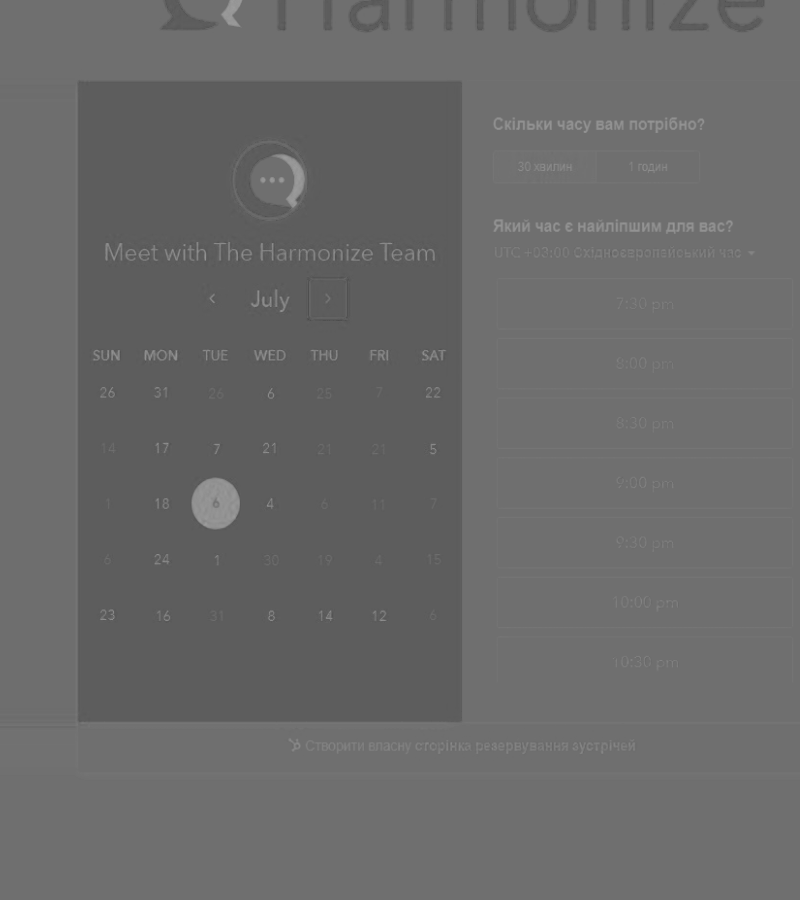 Harmonize
Meet with The Harmonize Team
July
SUN MON TUE WED THU FRI SAT
26 31 26 6 25 7 22
14 17 7 21 21 21 5
1 18 6 4 6 11 7
6 24 1 30 19 4 15
23 16 31 8 14 12 6
Скільки часу вам потрібно?
30 хвилин 1 годин
Який час є найліпшим для вас?
UTC +03:00 Східноєвропейський час
7:30 pm
8:00 pm
8:30 pm
9:00 pm
9:30 pm
10:00 pm
10:30 pm
Створити власну сторінка резервування зустрічей